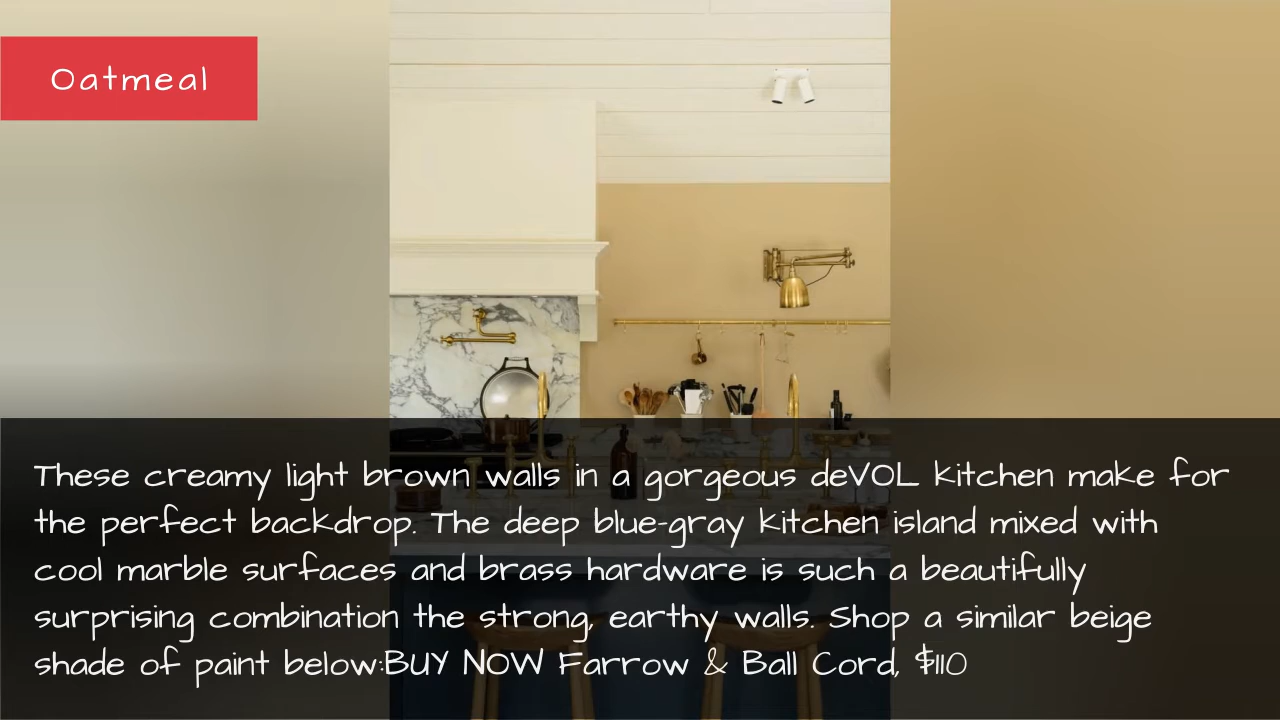 Oatmeal
These creamy light brown walls in a gorgeous deVOL kitchen make for
the perfect backdrop. The deep blue-gray kitchen island mixed with
cool marble surfaces and brass hardware is such a beautifully
surprising combination the strong, earthy walls. Shop a similar beige
shade of paint below:BUY NOW Farrow & Ball Cord, $110